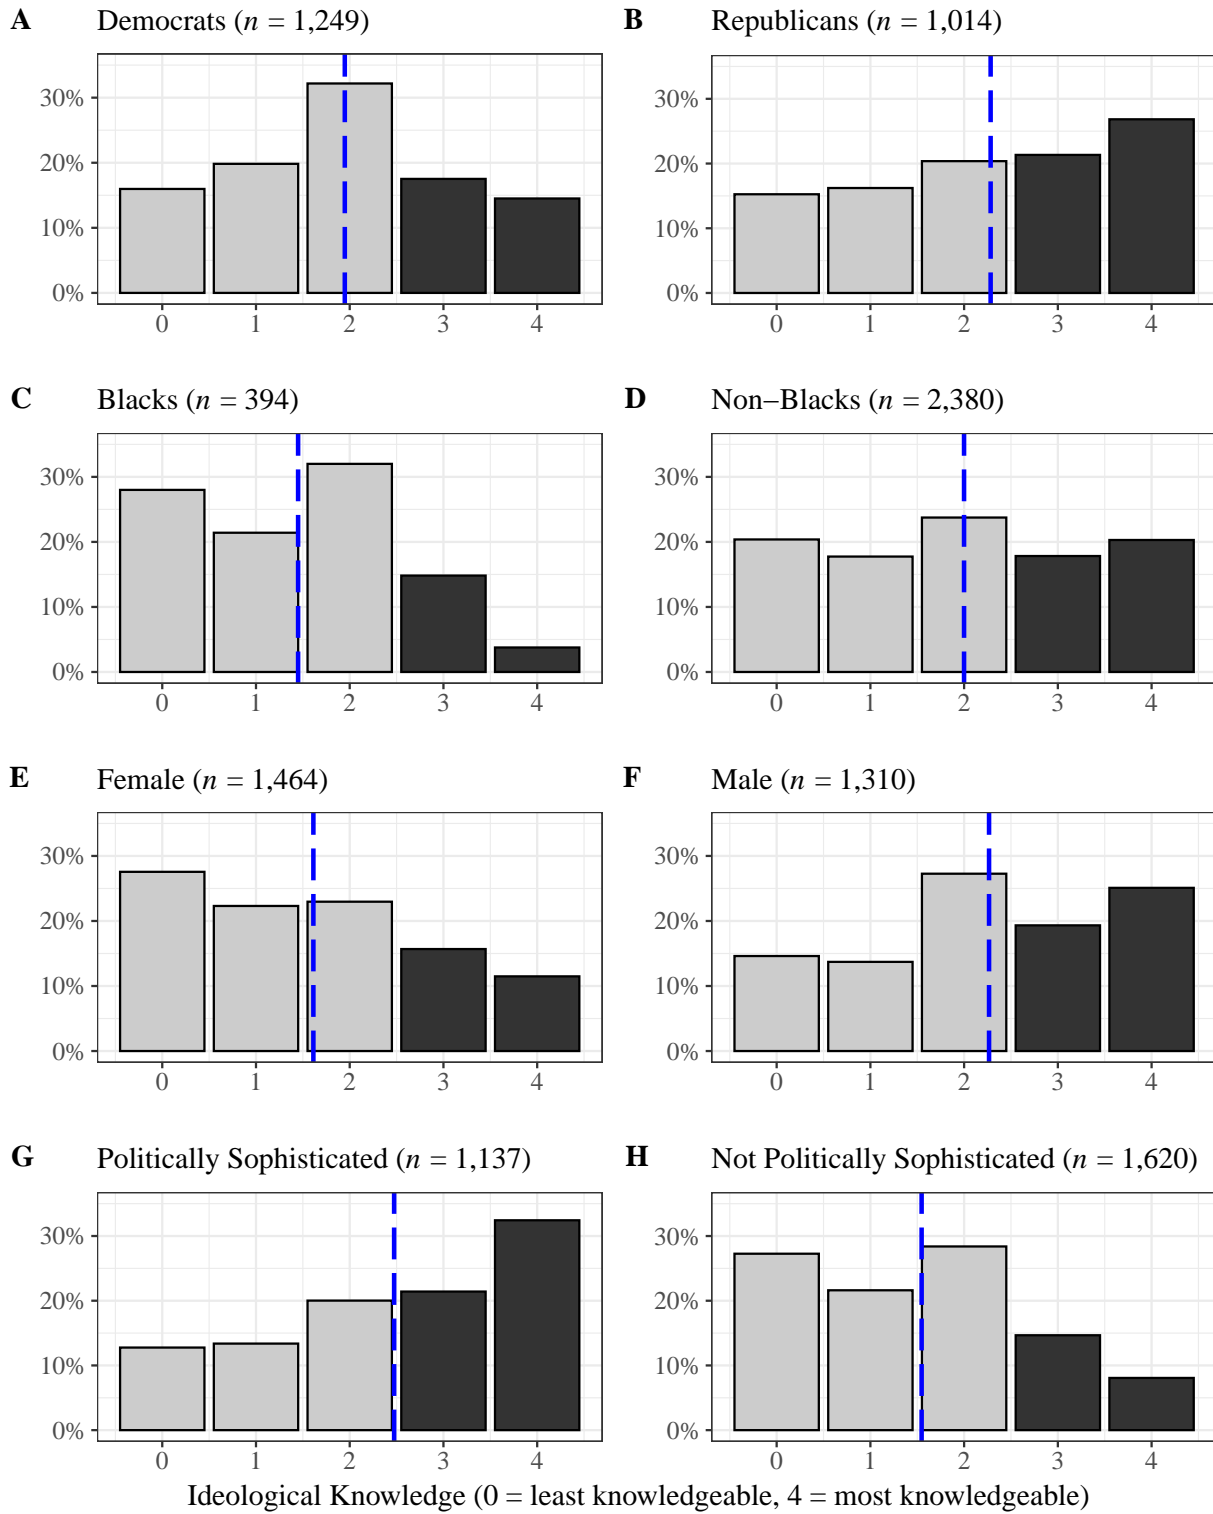 A Democrats (n = 1,249)
30%
20%
10%
0%
0 1 2 3 4
B Republicans (n = 1,014)
30%
20%
10%
0%
0 1 2 3 4
C Blacks (n = 394)
30%
20%
10%
0%
0 1 2 3 4
D Non−Blacks (n = 2,380)
30%
20%
10%
0%
0 1 2 3 4
E Female (n = 1,464)
30%
20%
10%
0%
0 1 2 3 4
F Male (n = 1,310)
30%
20%
10%
0%
0 1 2 3 4
G Politically Sophisticated (n = 1,137)
30%
20%
10%
0%
0 1 2 3 4
H Not Politically Sophisticated (n = 1,620)
30%
20%
10%
0%
0 1 2 3 4
Ideological Knowledge (0 = least knowledgeable, 4 = most knowledgeable)